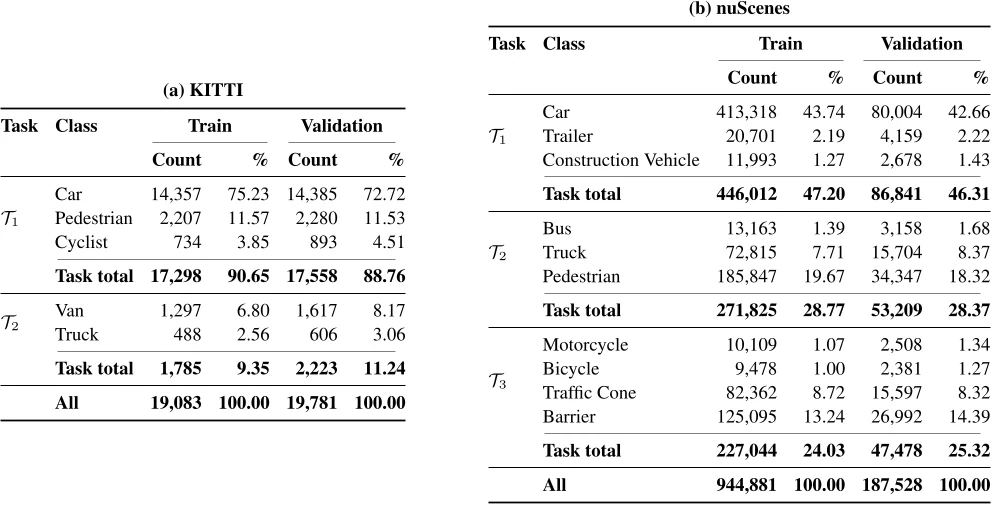 (a) KITTI
Task Class Train Validation
Count % Count %
Car 14,357 75.23 14,385 72.72
𝒯1 Pedestrian 2,207 11.57 2,280 11.53
Cyclist 734 3.85 893 4.51
Task total 17,298 90.65 17,558 88.76
Van 1,297 6.80 1,617 8.17
𝒯2
Truck 488 2.56 606 3.06
Task total 1,785 9.35 2,223 11.24
All 19,083 100.00 19,781 100.00
(b) nuScenes
Task Class Train Validation
Count % Count %
Car 413,318 43.74 80,004 42.66
𝒯1 Trailer 20,701 2.19 4,159 2.22
Construction Vehicle 11,993 1.27 2,678 1.43
Task total 446,012 47.20 86,841 46.31
Bus 13,163 1.39 3,158 1.68
𝒯2 Truck 72,815 7.71 15,704 8.37
Pedestrian 185,847 19.67 34,347 18.32
Task total 271,825 28.77 53,209 28.37
Motorcycle 10,109 1.07 2,508 1.34
Bicycle 9,478 1.00 2,381 1.27
𝒯3
Traffic Cone 82,362 8.72 15,597 8.32
Barrier 125,095 13.24 26,992 14.39
Task total 227,044 24.03 47,478 25.32
All 944,881 100.00 187,528 100.00